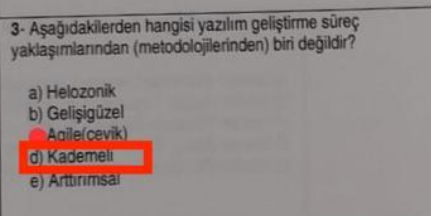 3- Aşağıdakilerden hangisi yazılım geliştirme süreç
yaklaşımlarından (metodolojilerinden) biri değildir?
a) Helozonik
b) Gelişigüzel
Agile(çevik)
d) Kademeli
e) Arttırımsal